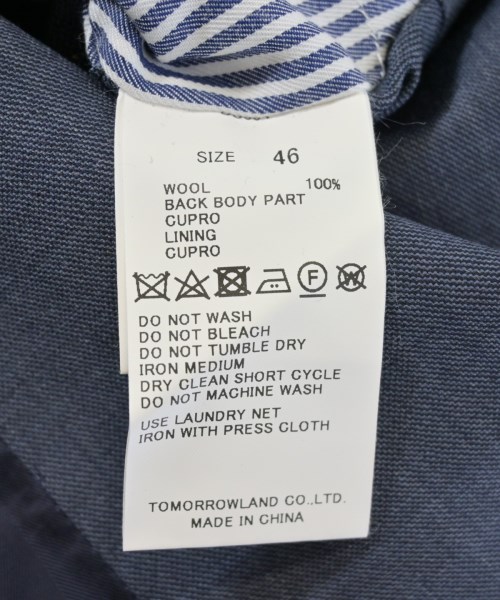 SIZE 46
WOOL 100%
BACK BODY PART
CUPRO
LINING
CUPRO
F W
DO NOT WASH
DO NOT BLEACH
DO NOT TUMBLE DRY
IRON MEDIUM
DRY CLEAN SHORT CYCLE
DO NOT MACHINE WASH
USE LAUNDRY NET
IRON WITH PRESS CLOTH
TOMORROWLAND CO.,LTD.
MADE IN CHINA